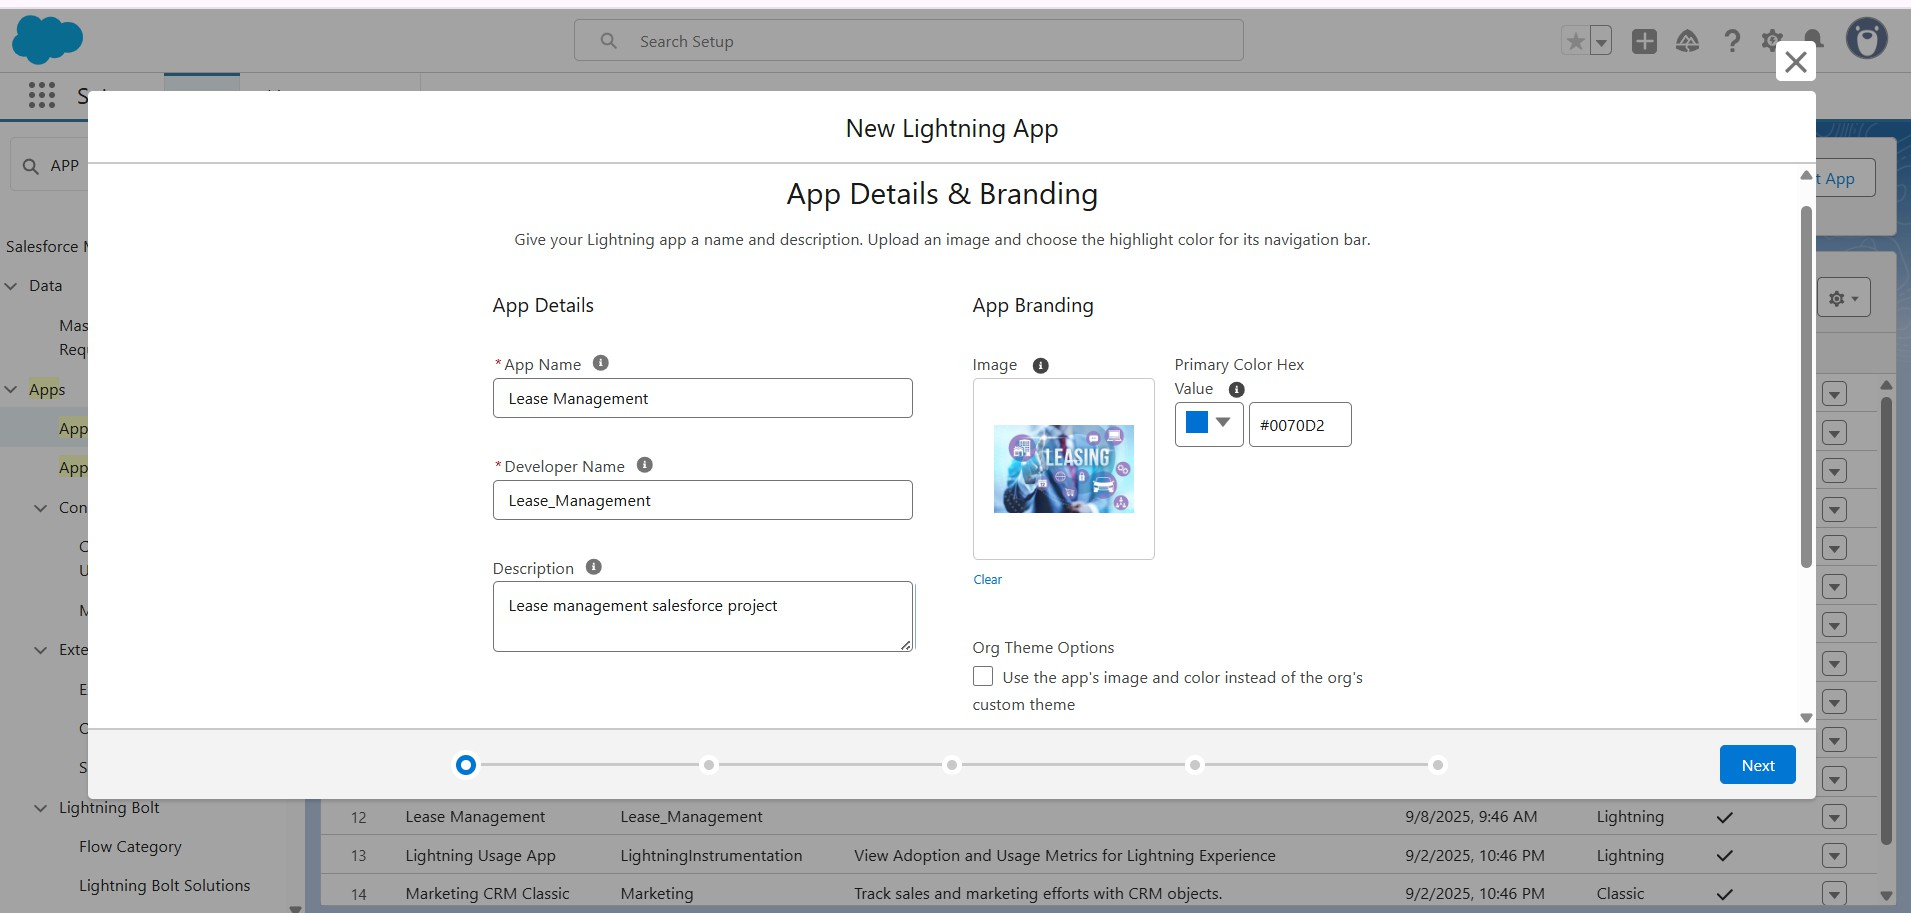 Search Setup
APP
New Lightning App
t App
App Details & Branding
Give your Lightning app a name and description. Upload an image and choose the highlight color for its navigation bar.
Salesforce
Data
Apps
App
App
Lightning Bolt
Flow Category
Lightning Bolt Solutions
App Details
*App Name
Lease Management
*Developer Name
Lease_Management
Description
Lease management salesforce project
App Branding
Image
LEASING
Clear
Primary Color Hex
Value
#0070D2
Org Theme Options
Use the app's image and color instead of the org's
custom theme
Next
12 Lease Management Lease_Management 9/8/2025, 9:46 AM Lightning
13 Lightning Usage App LightningInstrumentation View Adoption and Usage Metrics for Lightning Experience 9/2/2025, 10:46 PM Lightning
14 Marketing CRM Classic Marketing Track sales and marketing efforts with CRM objects. 9/2/2025, 10:46 PM Classic